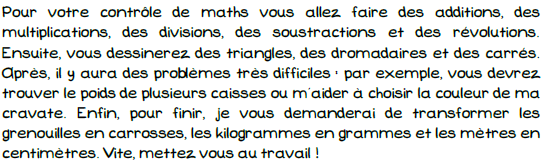 Pour votre contrôle de maths vous allez faire des additions, des
multiplications, des divisions, des soustractions et des révolutions.
Ensuite, vous dessinerez des triangles, des dromadaires et des carrés.
Après, il y aura des problèmes très difficiles : par exemple, vous devrez
trouver le poids de plusieurs caisses ou m'aider à choisir la couleur de ma
cravate. Enfin, pour finir, je vous demanderai de transformer les
grenouilles en carrosses, les kilogrammes en grammes et les mètres en
centimètres. Vite, mettez vous au travail !